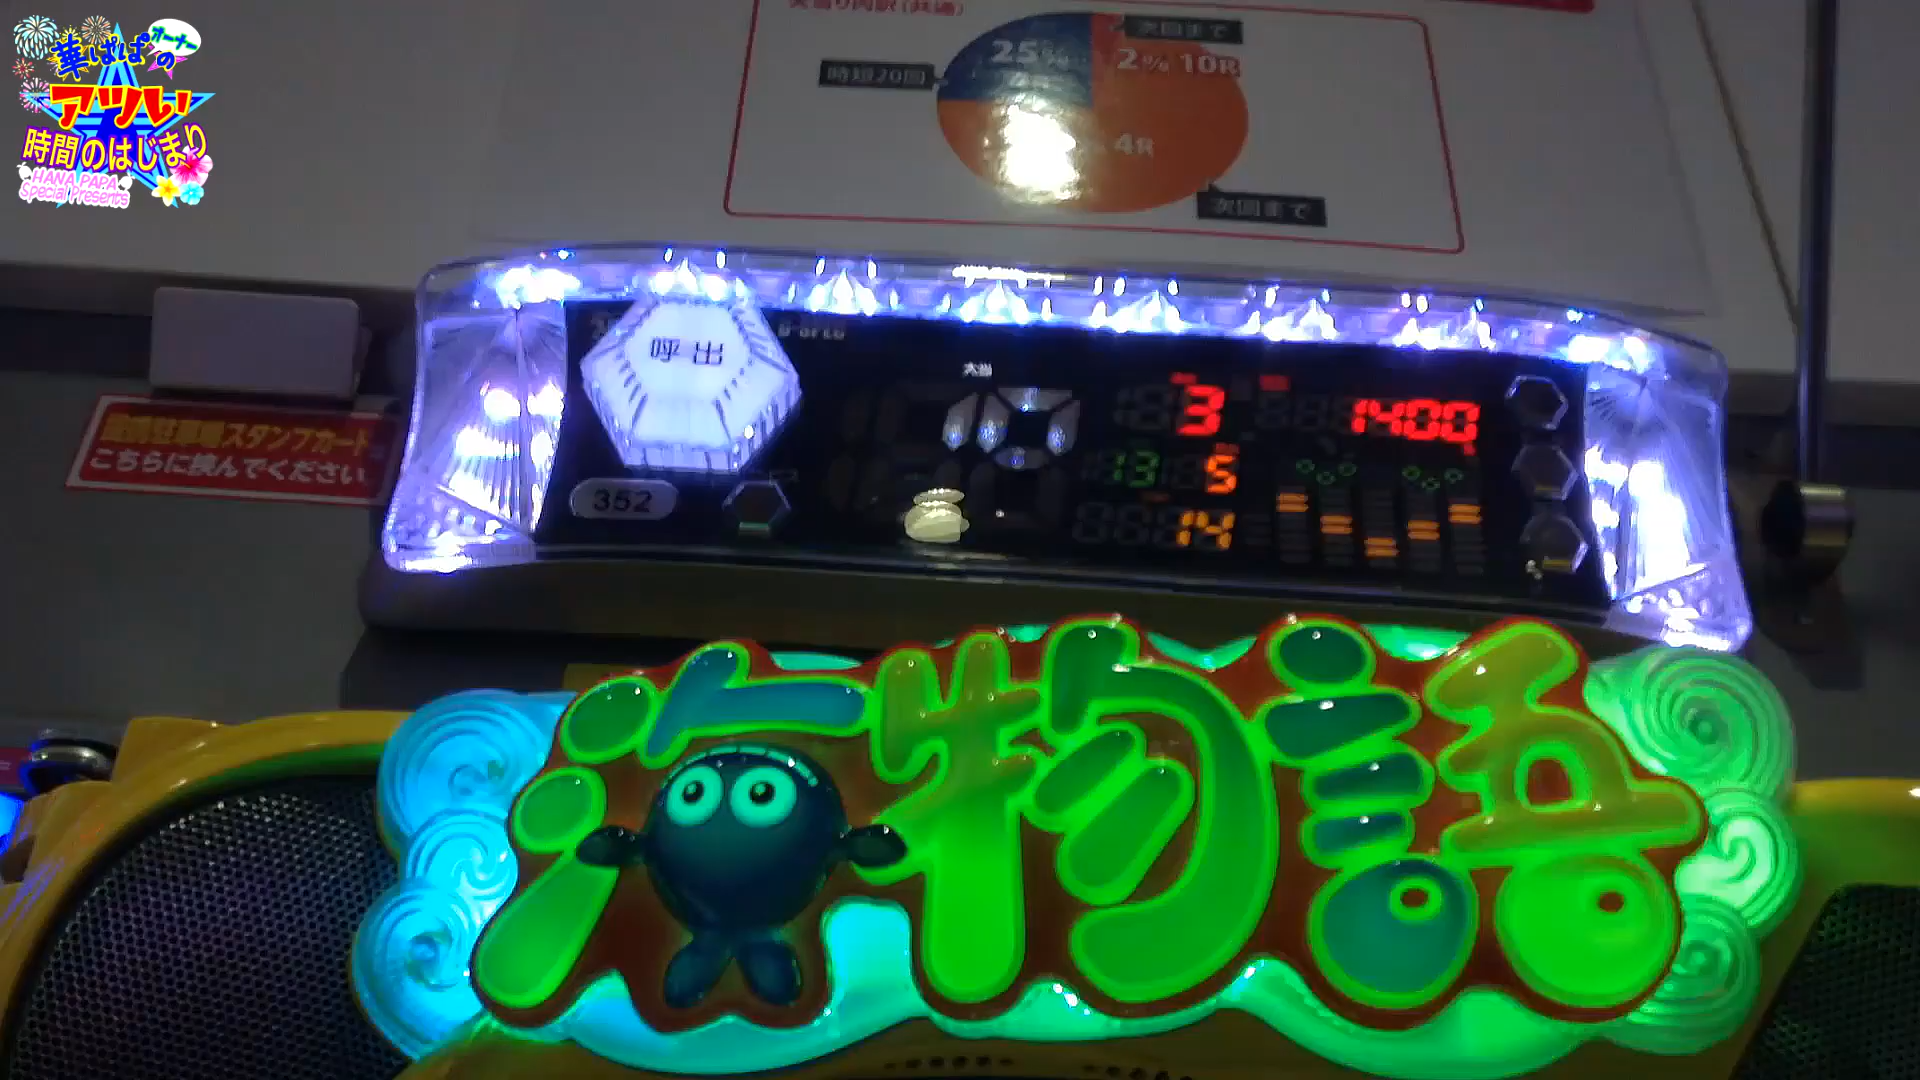 華ぱぱの
オーナー
アツい
時間のはじまり
HANA PAPA
Special Presents
次回まで
25%
2% 10R
時短20回
4R
次回まで
呼出
大当
10
3
1400
13
5
14
352
スタンプカード
こちらに挟んでください
海物語